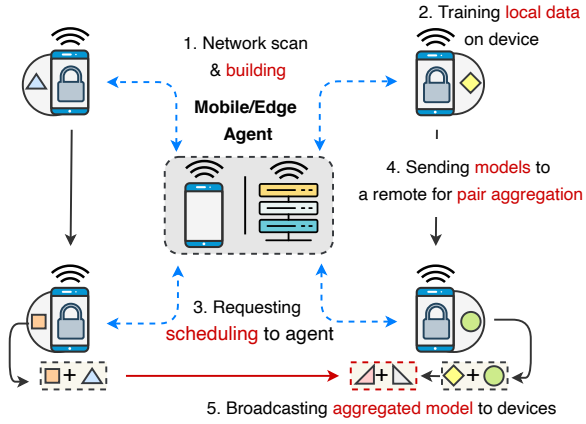 2. Training local data
on device
1. Network scan
& building
Mobile/Edge
Agent
4. Sending models to
a remote for pair aggregation
3. Requesting
scheduling to agent
+
+
+
5. Broadcasting aggregated model to devices